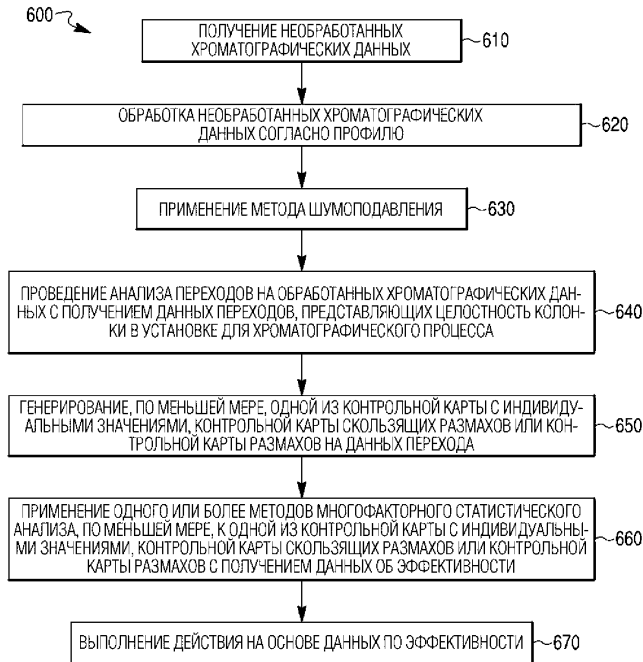 600
ПОЛУЧЕНИЕ НЕОБРАБОТАННЫХ
ХРОМАТОГРАФИЧЕСКИХ ДАННЫХ
610
ОБРАБОТКА НЕОБРАБОТАННЫХ ХРОМАТОГРАФИЧЕСКИХ
ДАННЫХ СОГЛАСНО ПРОФИЛЮ
620
ПРИМЕНЕНИЕ МЕТОДА ШУМОПОДАВЛЕНИЯ
630
ПРОВЕДЕНИЕ АНАЛИЗА ПЕРЕХОДОВ НА ОБРАБОТАННЫХ ХРОМАТОГРАФИЧЕСКИХ ДАН-
НЫХ С ПОЛУЧЕНИЕМ ДАННЫХ ПЕРЕХОДОВ, ПРЕДСТАВЛЯЮЩИХ ЦЕЛОСТНОСТЬ КОЛОН-
КИ В УСТАНОВКЕ ДЛЯ ХРОМАТОГРАФИЧЕСКОГО ПРОЦЕССА
640
ГЕНЕРИРОВАНИЕ, ПО МЕНЬШЕЙ МЕРЕ, ОДНОЙ ИЗ КОНТРОЛЬНОЙ КАРТЫ С ИНДИВИДУ-
АЛЬНЫМИ ЗНАЧЕНИЯМИ, КОНТРОЛЬНОЙ КАРТЫ СКОЛЬЗЯЩИХ РАЗМАХОВ ИЛИ КОН-
ТРОЛЬНОЙ КАРТЫ РАЗМАХОВ НА ДАННЫХ ПЕРЕХОДА
650
ПРИМЕНЕНИЕ ОДНОГО ИЛИ БОЛЕЕ МЕТОДОВ МНОГОФАКТОРНОГО СТАТИСТИЧЕСКОГО
АНАЛИЗА, ПО МЕНЬШЕЙ МЕРЕ, К ОДНОЙ ИЗ КОНТРОЛЬНОЙ КАРТЫ С ИНДИВИДУАЛЬНЫ-
МИ ЗНАЧЕНИЯМИ, КОНТРОЛЬНОЙ КАРТЫ СКОЛЬЗЯЩИХ РАЗМАХОВ ИЛИ КОНТРОЛЬНОЙ
КАРТЫ РАЗМАХОВ С ПОЛУЧЕНИЕМ ДАННЫХ ОБ ЭФФЕКТИВНОСТИ
660
ВЫПОЛНЕНИЕ ДЕЙСТВИЯ НА ОСНОВЕ ДАННЫХ ПО ЭФФЕКТИВНОСТИ
670